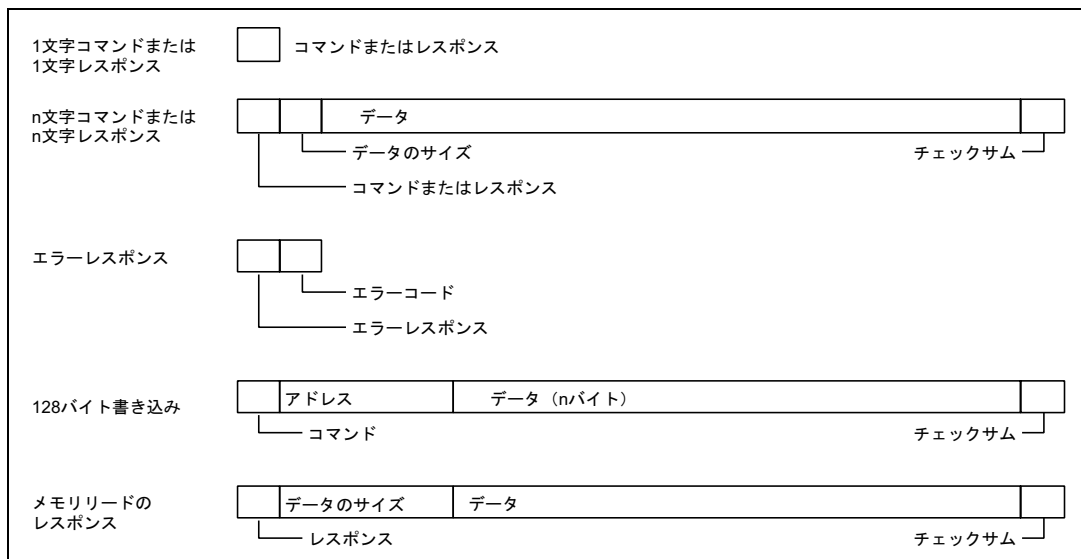 1文字コマンドまたは
1文字レスポンス
コマンドまたはレスポンス
n文字コマンドまたは
n文字レスポンス
データ
データのサイズ
チェックサム
コマンドまたはレスポンス
エラーレスポンス
エラーコード
エラーレスポンス
128バイト書き込み
アドレス
データ（nバイト）
コマンド
チェックサム
メモリリードの
レスポンス
データのサイズ
データ
レスポンス
チェックサム